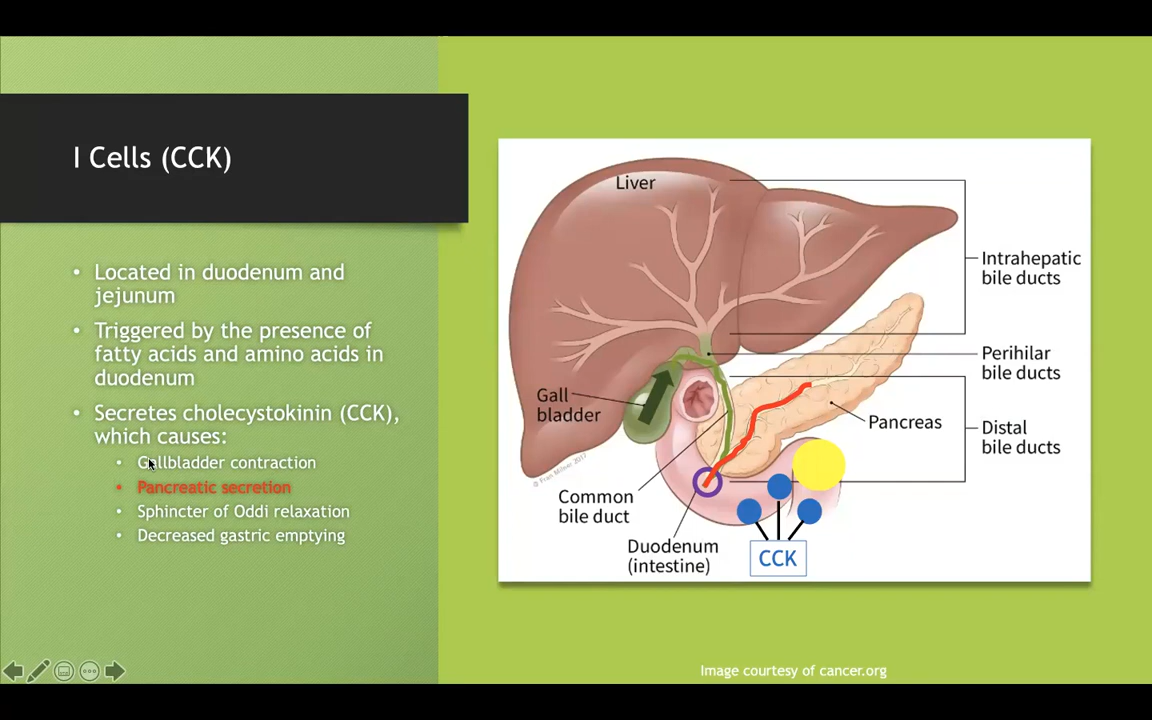 I Cells (CCK)
• Located in duodenum and
jejunum
• Triggered by the presence of
fatty acids and amino acids in
duodenum
• Secretes cholecystokinin (CCK),
which causes:
• Gallbladder contraction
• Pancreatic secretion
• Sphincter of Oddi relaxation
• Decreased gastric emptying
Liver
Intrahepatic
bile ducts
Perihilar
bile ducts
Gall
bladder
Pancreas
Distal
bile ducts
© Fran Milner 2017
Common
bile duct
Duodenum
(intestine)
CCK
Image courtesy of cancer.org